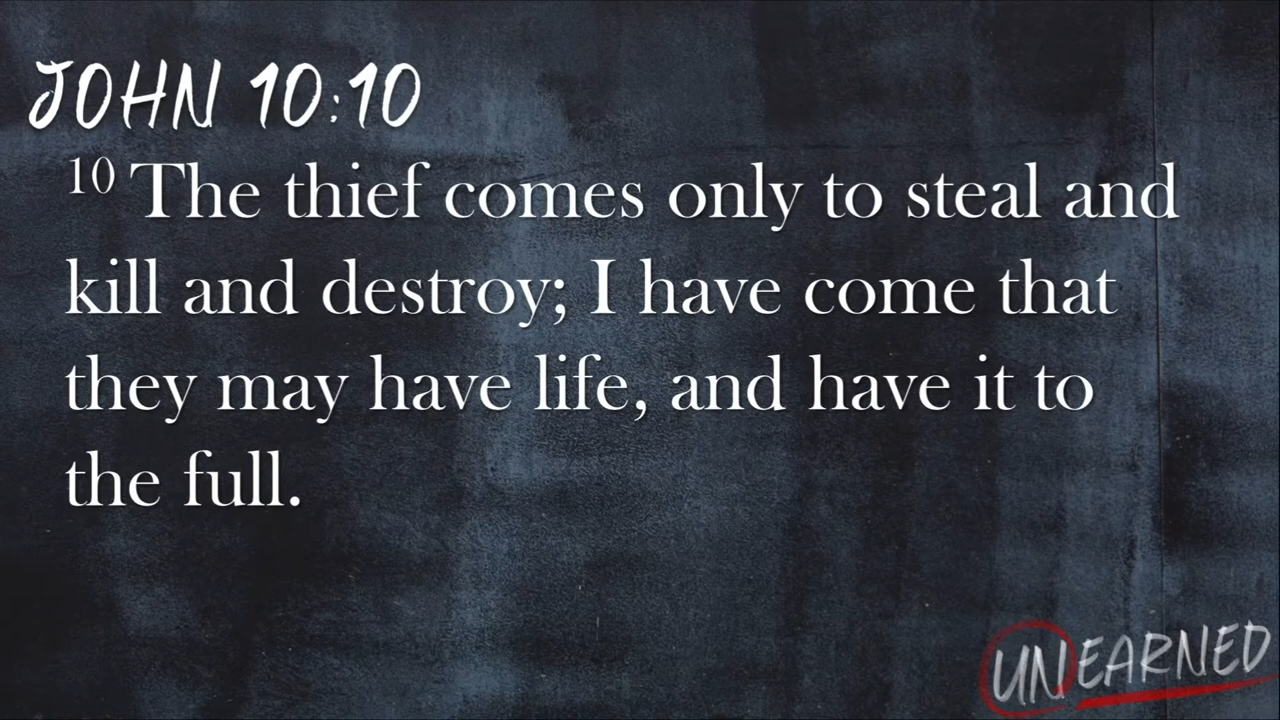 JOHN 10:10
10 The thief comes only to steal and
kill and destroy; I have come that
they may have life, and have it to
the full.
UNEARNED